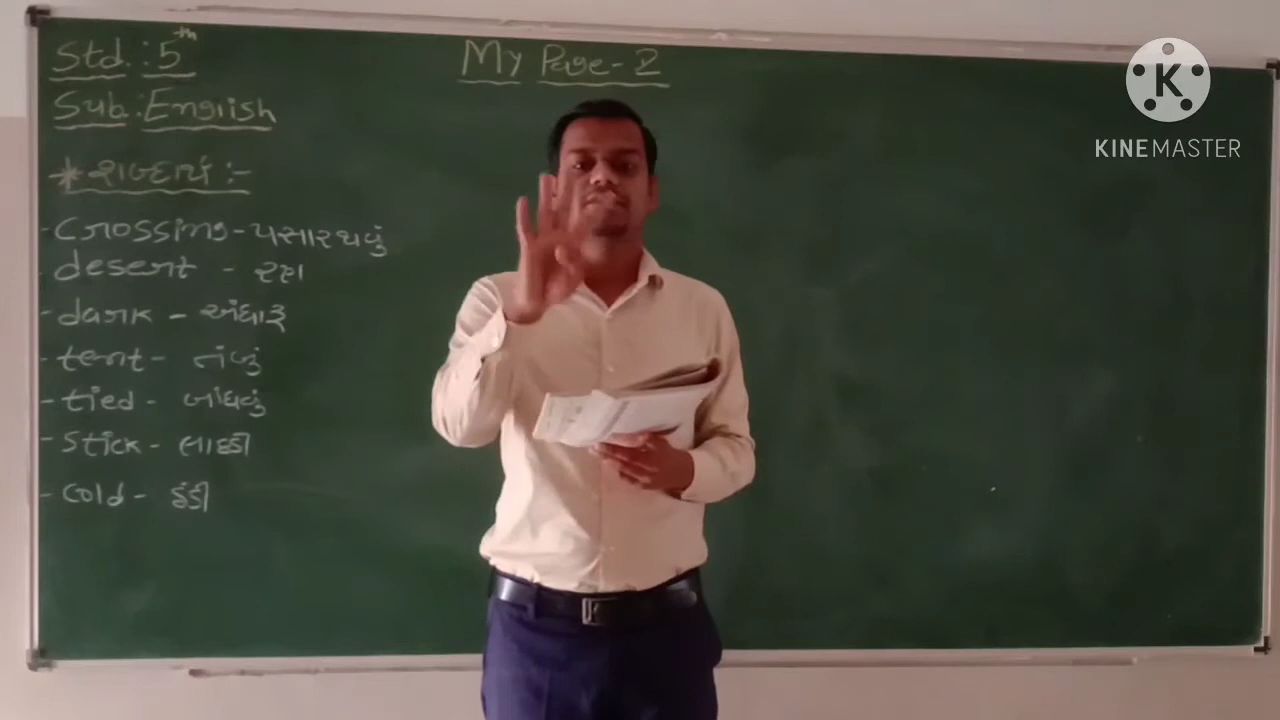 Std.: 5th
My Page-2
Sub.: English
* શબ્દાર્થ :-
- Crossing - પસાર થવું
- desert - રણ
- dark - અંધારૂ
- tent - તંબું
- tied - બાંધવું
- Stick - લાકડી
- Cold - ઠંડી
K
KINEMASTER